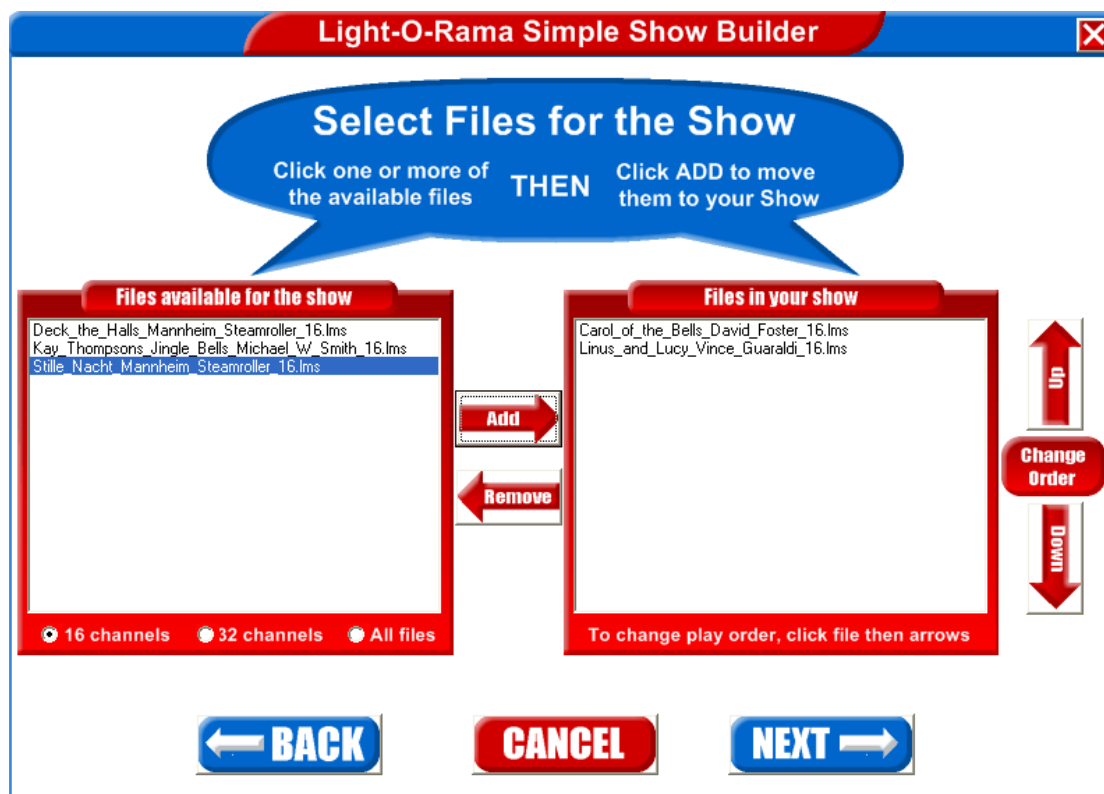 Light-O-Rama Simple Show Builder
Select Files for the Show
Click one or more of
the available files
THEN
Click ADD to move
them to your Show
Files available for the show
Deck_the_Halls_Mannheim_Steamroller_16.lms
Kay_Thompsons_Jingle_Bells_Michael_W_Smith_16.lms
Stille_Nacht_Mannheim_Steamroller_16.lms
16 channels
32 channels
All files
Add
Remove
Files in your show
Carol_of_the_Bells_David_Foster_16.lms
Linus_and_Lucy_Vince_Guaraldi_16.lms
To change play order, click file then arrows
Up
Change
Order
Down
BACK
CANCEL
NEXT